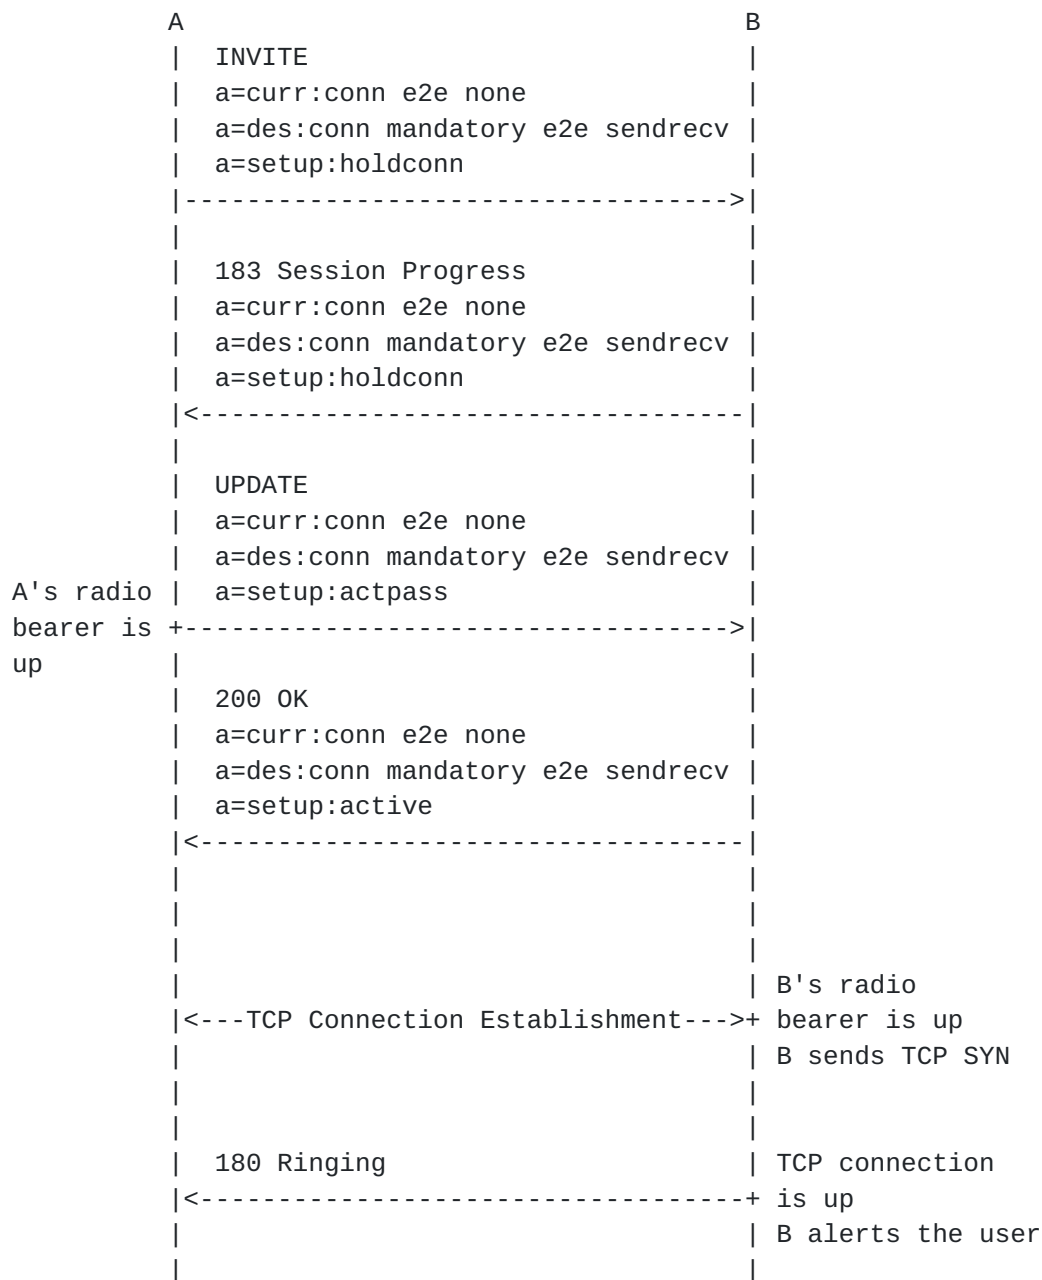 A                                    B
|  INVITE                            |
|  a=curr:conn e2e none              |
|  a=des:conn mandatory e2e sendrecv |
|  a=setup:holdconn                  |
|----------------------------------->|
|                                    |
|  183 Session Progress              |
|  a=curr:conn e2e none              |
|  a=des:conn mandatory e2e sendrecv |
|  a=setup:holdconn                  |
|<-----------------------------------|
|                                    |
|  UPDATE                            |
|  a=curr:conn e2e none              |
|  a=des:conn mandatory e2e sendrecv |
A's radio |  a=setup:actpass                   |
bearer is +----------------------------------->|
up        |                                    |
|  200 OK                            |
|  a=curr:conn e2e none              |
|  a=des:conn mandatory e2e sendrecv |
|  a=setup:active                    |
|<-----------------------------------|
|                                    |
|                                    |
|                                    |
|                                    | B's radio
|<---TCP Connection Establishment--->+ bearer is up
|                                    | B sends TCP SYN
|                                    |
|                                    |
|  180 Ringing                       | TCP connection
|<-----------------------------------+ is up
|                                    | B alerts the user
|                                    |